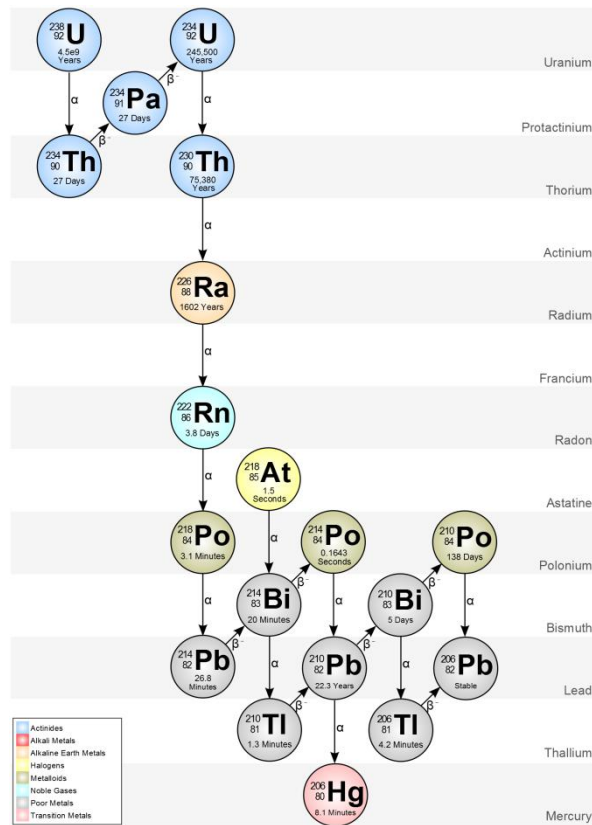 238
92
U
4.5e9
Years
234
92
U
245,500
Years
Uranium
α
β⁻
α
234
91
Pa
27 Days
Protactinium
β⁻
234
90
Th
27 Days
230
90
Th
75,380
Years
Thorium
α
Actinium
226
88
Ra
1602 Years
Radium
α
Francium
222
86
Rn
3.8 Days
Radon
α
218
85
At
1.5
Seconds
Astatine
218
84
Po
3.1 Minutes
α
214
84
Po
0.1643
Seconds
210
84
Po
138 Days
Polonium
α
β⁻
α
β⁻
α
214
83
Bi
20 Minutes
210
83
Bi
5 Days
Bismuth
β⁻
β⁻
214
82
Pb
26.8
Minutes
α
210
82
Pb
22.3 Years
α
206
82
Pb
Stable
Lead
β⁻
β⁻
210
81
Tl
1.3 Minutes
α
206
81
Tl
4.2 Minutes
Thallium
206
80
Hg
8.1 Minutes
Mercury
Actinides
Alkali Metals
Alkaline Earth Metals
Halogens
Metalloids
Noble Gases
Poor Metals
Transition Metals